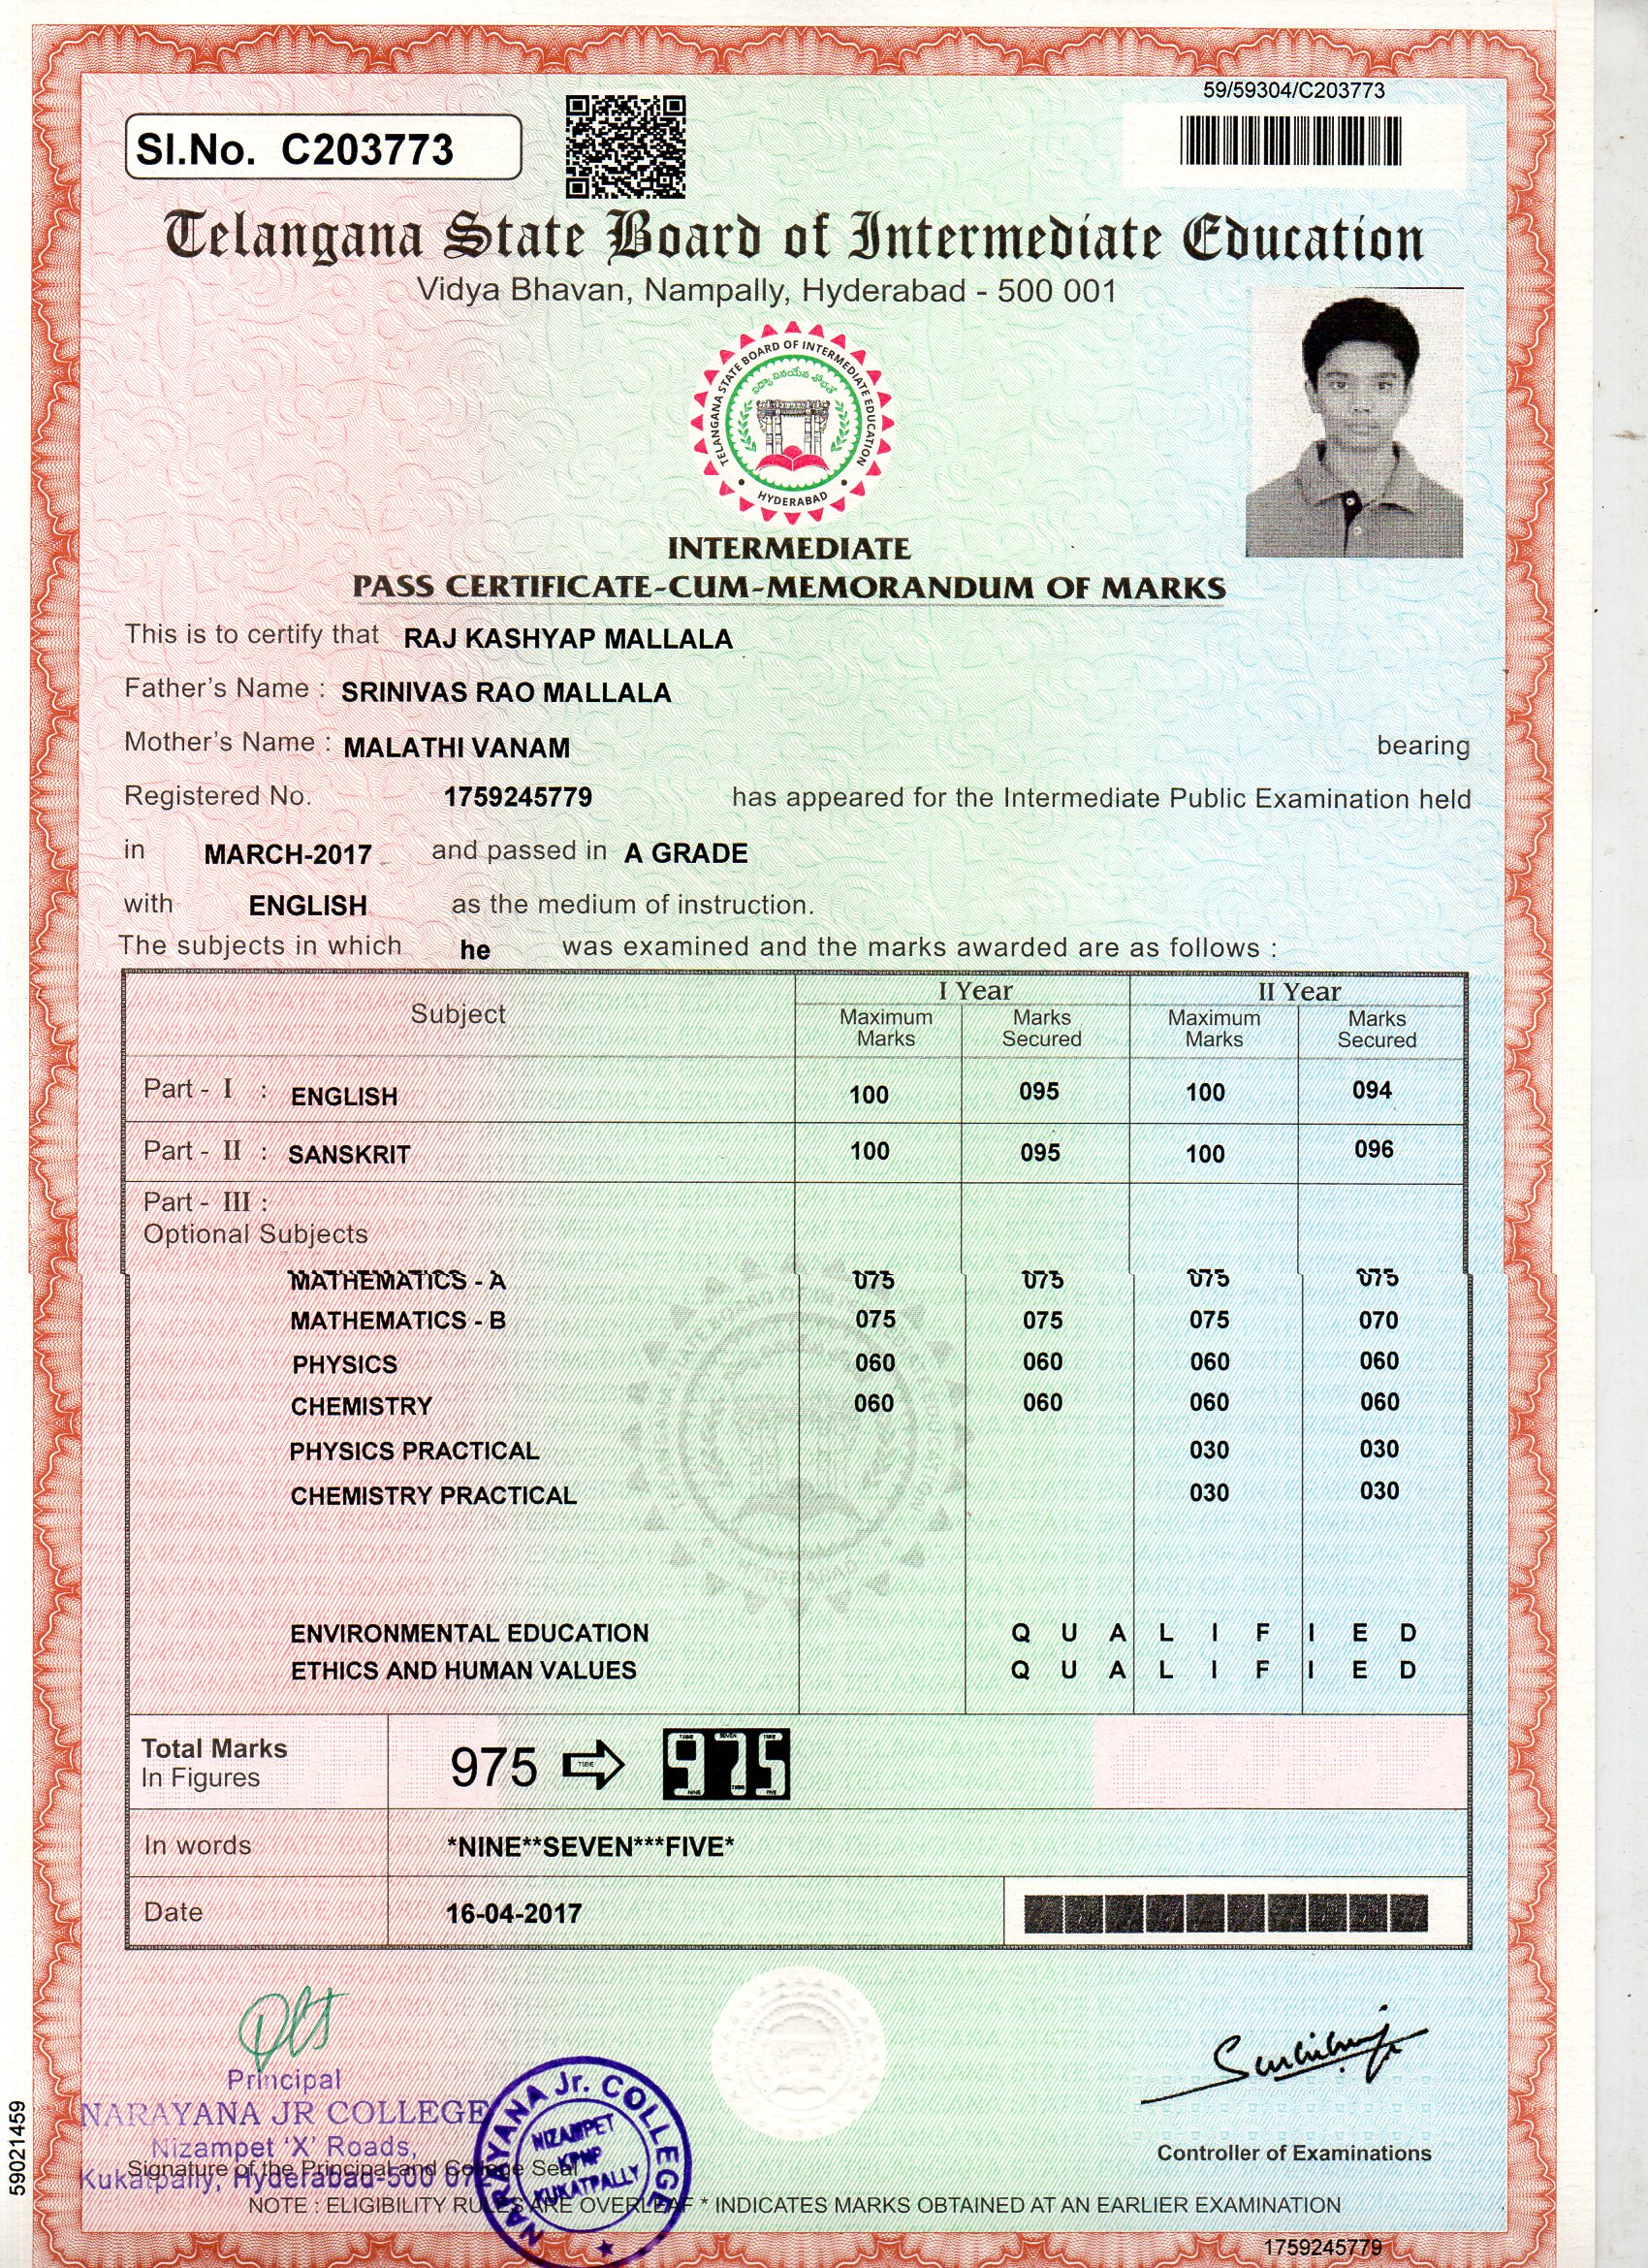 59/59304/C203773
Sl.No. C203773
Telangana State Board of Intermediate Education
Vidya Bhavan, Nampally, Hyderabad - 500 001
TELANGANA STATE BOARD OF INTERMEDIATE EDUCATION
HYDERABAD
INTERMEDIATE
PASS CERTIFICATE-CUM-MEMORANDUM OF MARKS
This is to certify that RAJ KASHYAP MALLALA
Father's Name : SRINIVAS RAO MALLALA
Mother's Name : MALATHI VANAM bearing
Registered No. 1759245779 has appeared for the Intermediate Public Examination held
in MARCH-2017 and passed in A GRADE
with ENGLISH as the medium of instruction.
The subjects in which he was examined and the marks awarded are as follows :
Subject I Year II Year
Maximum Marks Marks Secured Maximum Marks Marks Secured
Part - I : ENGLISH 100 095 100 094
Part - II : SANSKRIT 100 095 100 096
Part - III :
Optional Subjects
MATHEMATICS - A 075 075 075 075
MATHEMATICS - B 075 075 075 070
PHYSICS 060 060 060 060
CHEMISTRY 060 060 060 060
PHYSICS PRACTICAL 030 030
CHEMISTRY PRACTICAL 030 030
ENVIRONMENTAL EDUCATION Q U A L I F I E D
ETHICS AND HUMAN VALUES Q U A L I F I E D
Total Marks
In Figures 975 975
In words *NINE**SEVEN***FIVE*
Date 16-04-2017
Principal
NARAYANA JR COLLEGE
Nizampet 'X' Roads,
Kukatpally, Hyderabad-500
Signature of the Principal and College Seal
NARAYANA Jr. COLLEGE
NIZAMPET
KPHP
KUKATPALLY
Controller of Examinations
NOTE : ELIGIBILITY RULES ARE OVERLEAF * INDICATES MARKS OBTAINED AT AN EARLIER EXAMINATION
59021459
1759245779